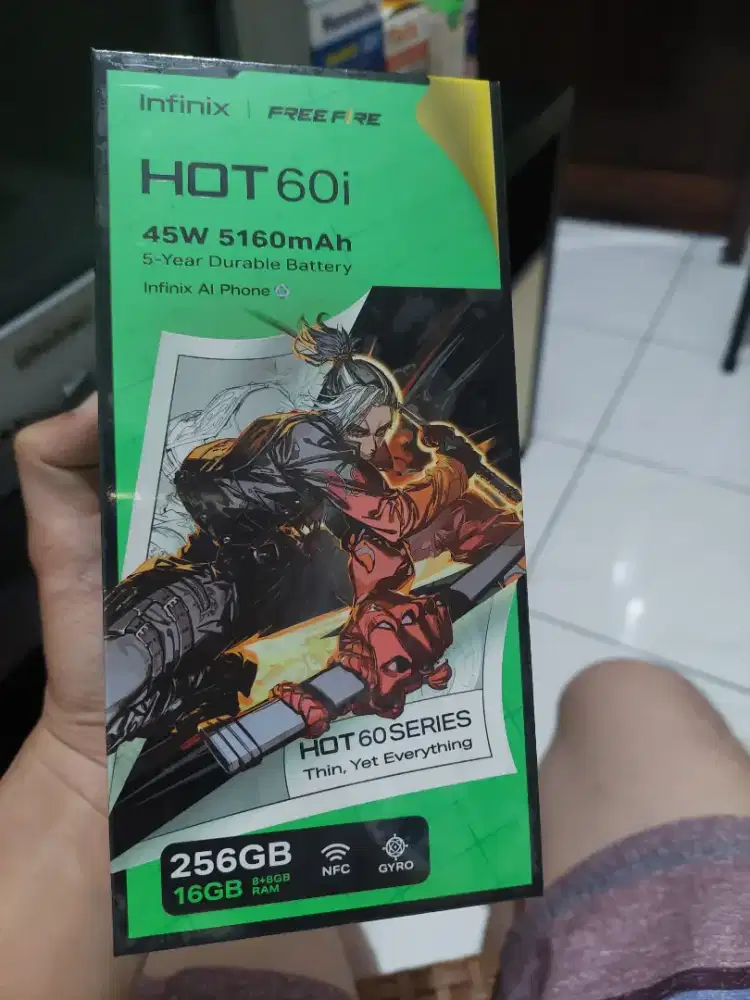 Infinix | FREE FIRE
HOT 60i
45W 5160mAh
5-Year Durable Battery
Infinix AI Phone
HOT 60 SERIES
Thin, Yet Everything
256GB
16GB 8+8GB RAM
NFC
GYRO